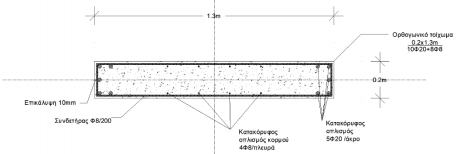 1.3m
Ορθογωνικό τοίχωμα
0.2x1.3m
10Φ20+8Φ8
0.2m
Επικάλυψη 10mm
Συνδετήρας Φ8/200
Κατακόρυφος
οπλισμός κορμού
4Φ8/πλευρά
Κατακόρυφος
οπλισμός
5Φ20 /άκρο